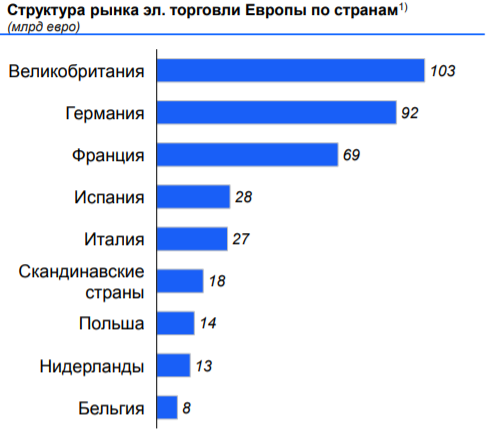 Структура рынка эл. торговли Европы по странам1)
(млрд евро)
Великобритания 103
Германия 92
Франция 69
Испания 28
Италия 27
Скандинавские
страны 18
Польша 14
Нидерланды 13
Бельгия 8